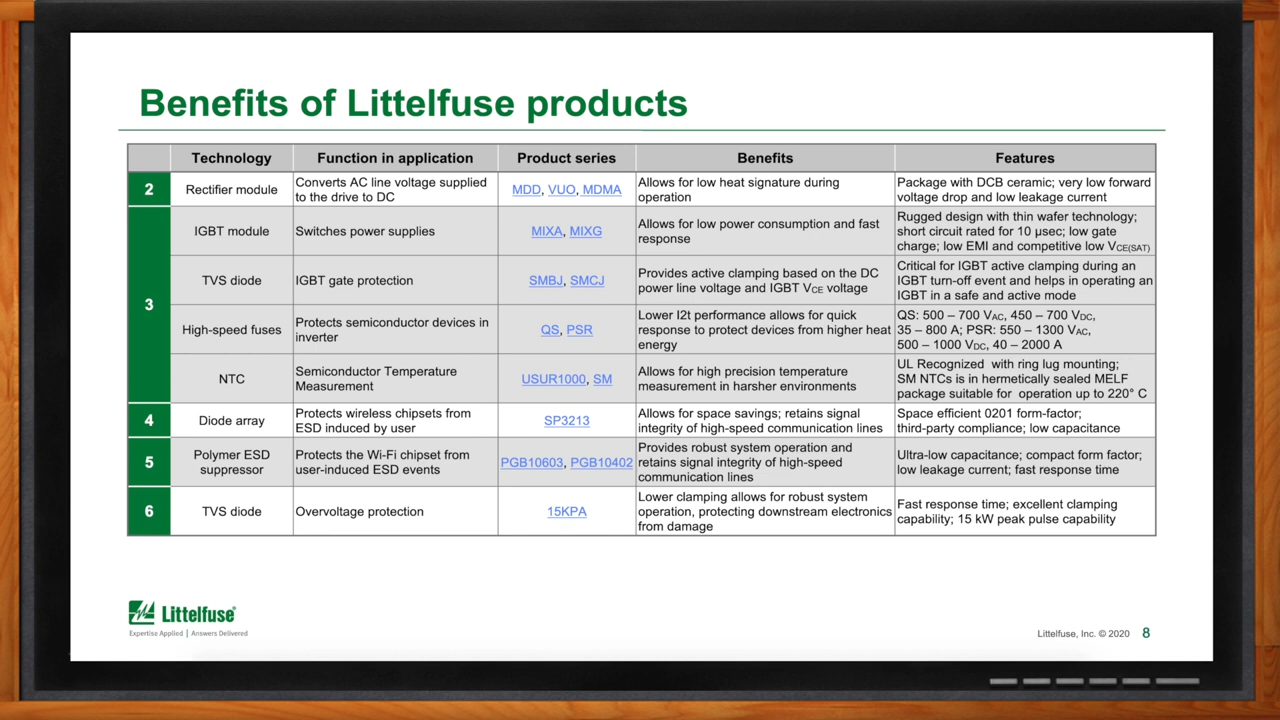 Benefits of Littelfuse products
Technology Function in application Product series Benefits Features
2 Rectifier module
Converts AC line voltage supplied
to the drive to DC
MDD, VUO, MDMA
Allows for low heat signature during
operation
Package with DCB ceramic; very low forward
voltage drop and low leakage current
3
IGBT module
Switches power supplies
MIXA, MIXG
Allows for low power consumption and fast
response
Rugged design with thin wafer technology;
short circuit rated for 10 µsec; low gate
charge; low EMI and competitive low VCE(SAT)
TVS diode
IGBT gate protection
SMBJ, SMCJ
Provides active clamping based on the DC
power line voltage and IGBT VCE voltage
Critical for IGBT active clamping during an
IGBT turn-off event and helps in operating an
IGBT in a safe and active mode
High-speed fuses
Protects semiconductor devices in
inverter
QS, PSR
Lower I2t performance allows for quick
response to protect devices from higher heat
energy
QS: 500 – 700 VAC, 450 – 700 VDC,
35 – 800 A; PSR: 550 – 1300 VAC,
500 – 1000 VDC, 40 – 2000 A
NTC
Semiconductor Temperature
Measurement
USUR1000, SM
Allows for high precision temperature
measurement in harsher environments
UL Recognized with ring lug mounting;
SM NTCs is in hermetically sealed MELF
package suitable for operation up to 220° C
4 Diode array
Protects wireless chipsets from
ESD induced by user
SP3213
Allows for space savings; retains signal
integrity of high-speed communication lines
Space efficient 0201 form-factor;
third-party compliance; low capacitance
5
Polymer ESD
suppressor
Protects the Wi-Fi chipset from
user-induced ESD events
PGB10603, PGB10402
Provides robust system operation and
retains signal integrity of high-speed
communication lines
Ultra-low capacitance; compact form factor;
low leakage current; fast response time
6 TVS diode
Overvoltage protection
15KPA
Lower clamping allows for robust system
operation, protecting downstream electronics
from damage
Fast response time; excellent clamping
capability; 15 kW peak pulse capability
Littelfuse®
Expertise Applied | Answers Delivered
Littelfuse, Inc. © 2020 8